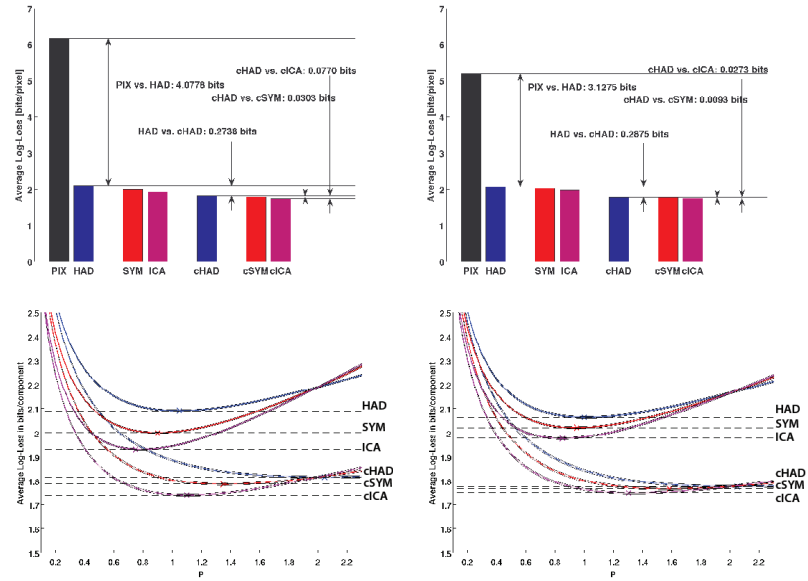 Average Log-Loss [bits/pixel]
7
6
5
4
3
2
1
0
cHAD vs. cICA: 0.0770 bits
PIX vs. HAD: 4.0778 bits
cHAD vs. cSYM: 0.0303 bits
HAD vs. cHAD: 0.2738 bits
PIX HAD SYM ICA cHAD cSYM cICA
Average Log-Loss [bits/pixel]
7
6
5
4
3
2
1
0
cHAD vs. cICA: 0.0273 bits
PIX vs. HAD: 3.1275 bits
cHAD vs. cSYM: 0.0093 bits
HAD vs. cHAD: 0.2875 bits
PIX HAD SYM ICA cHAD cSYM cICA
Average Log-Loss in bits/component
2.5
2.4
2.3
2.2
2.1
2
1.9
1.8
1.7
1.6
1.5
HAD
SYM
ICA
cHAD
cSYM
cICA
0.2 0.4 0.6 0.8 1 1.2 1.4 1.6 1.8 2 2.2
P
Average Log-Loss in bits/component
2.5
2.4
2.3
2.2
2.1
2
1.9
1.8
1.7
1.6
1.5
HAD
SYM
ICA
cHAD
cSYM
cICA
0.2 0.4 0.6 0.8 1 1.2 1.4 1.6 1.8 2 2.2
P